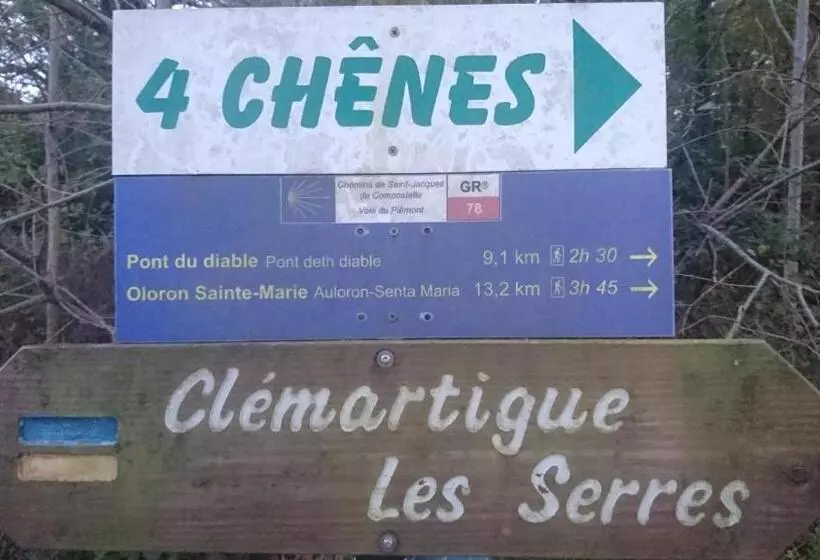 4 CHÊNES
Chemins de Saint-Jacques
de Compostelle
Voie du Piémont
GR®
78
Pont du diable Pont deth diable 9,1 km 2h 30
Oloron Sainte-Marie Auloron-Senta Maria 13,2 km 3h 45
Clémartigue
Les Serres